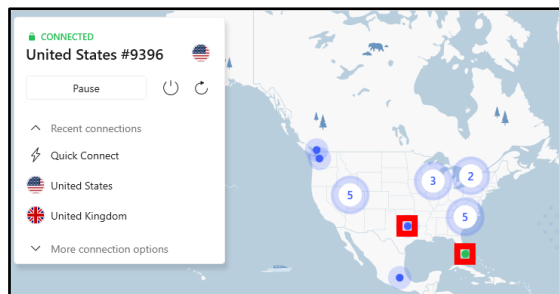 CONNECTED
United States #9396
Pause
Recent connections
Quick Connect
United States
United Kingdom
More connection options
5
3
2
5